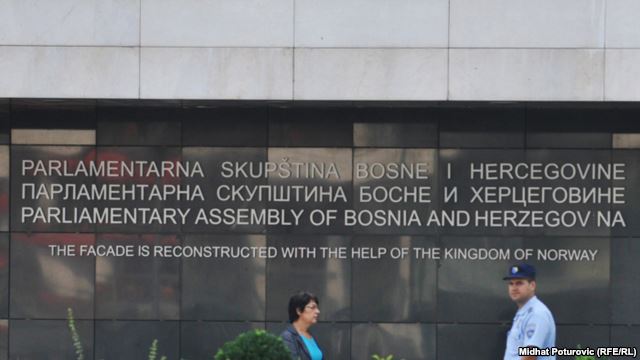 PARLAMENTARNA SKUPŠTINA BOSNE I HERCEGOVINE
ПАРЛАМЕНТАРНА СКУПШТИНА БОСНЕ И ХЕРЦЕГОВИНЕ
PARLIAMENTARY ASSEMBLY OF BOSNIA AND HERZEGOV NA
THE FACADE IS RECONSTRUCTED WITH THE HELP OF THE KINGDOM OF NORWAY
Midhat Poturovic (RFE/RL)